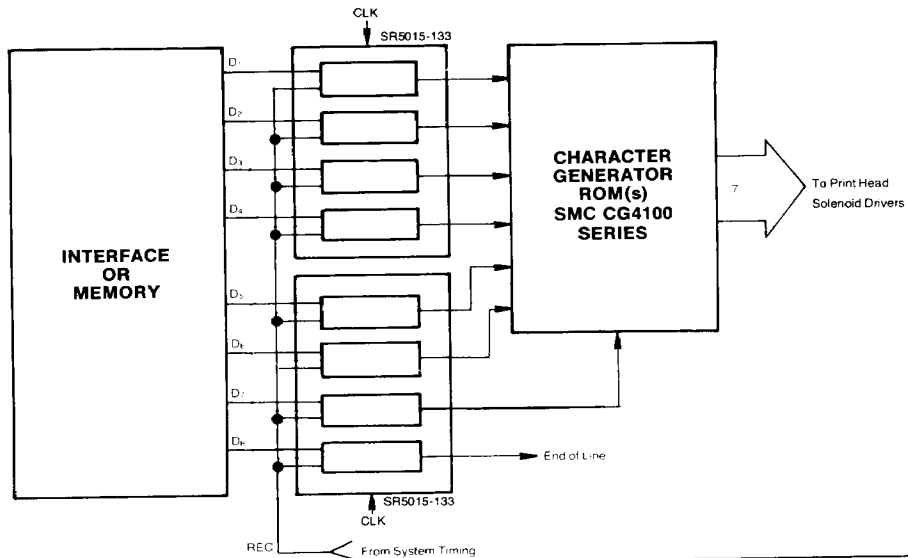 CLK
SR5015-133
D1
D2
D3
D4
INTERFACE
OR
MEMORY
CHARACTER
GENERATOR
ROM(s)
SMC CG4100
SERIES
7
To Print Head
Solenoid Drivers
D5
D6
D7
D8
End of Line
SR5015-133
CLK
REC
From System Timing